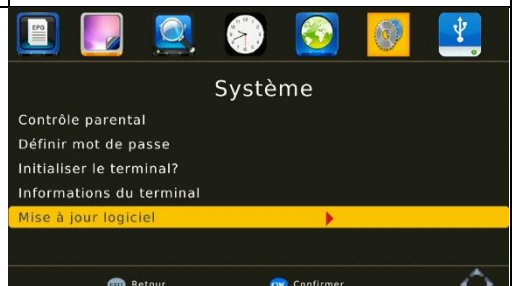 EPG
Système
Contrôle parental
Définir mot de passe
Initialiser le terminal?
Informations du terminal
Mise à jour logiciel
EXIT Retour OK Confirmer